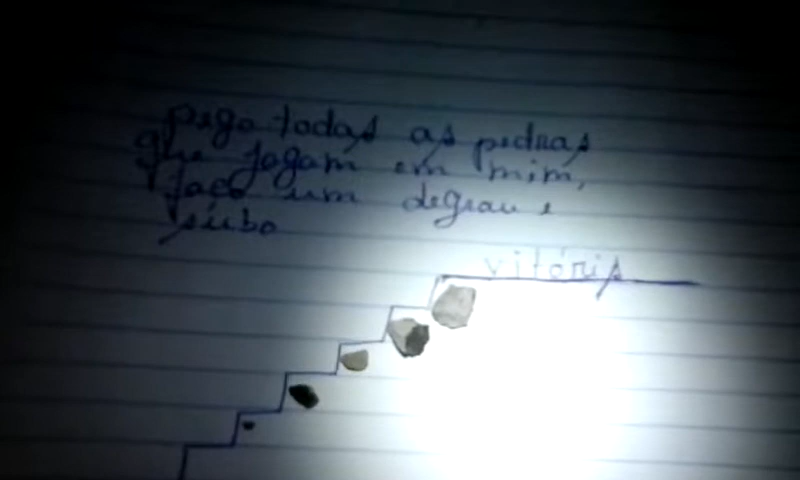 pego todas as pedras
que jogam em mim,
faço um degrau e
subo
vitória